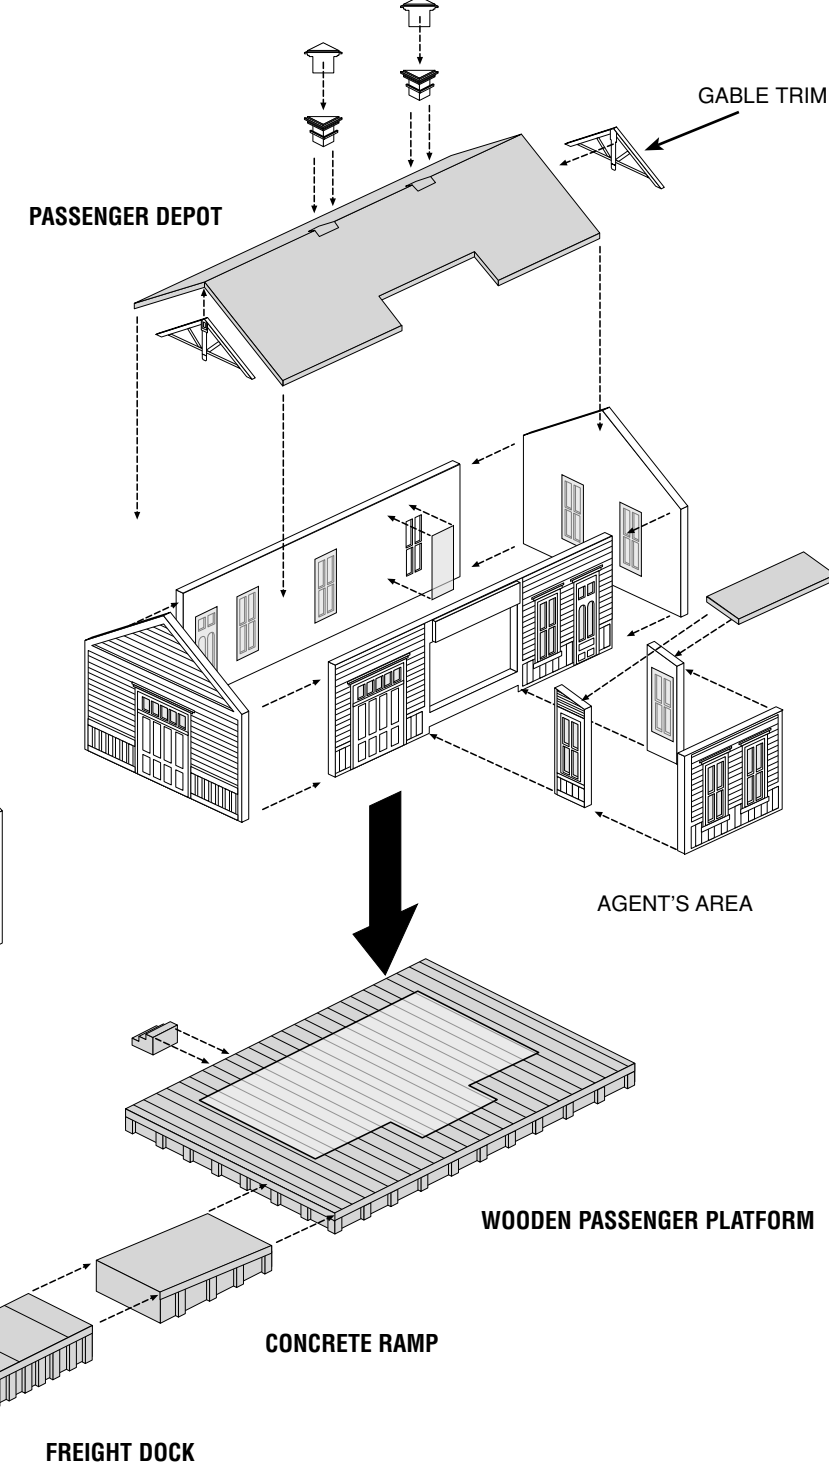 GABLE TRIM
PASSENGER DEPOT
AGENT'S AREA
WOODEN PASSENGER PLATFORM
CONCRETE RAMP
FREIGHT DOCK